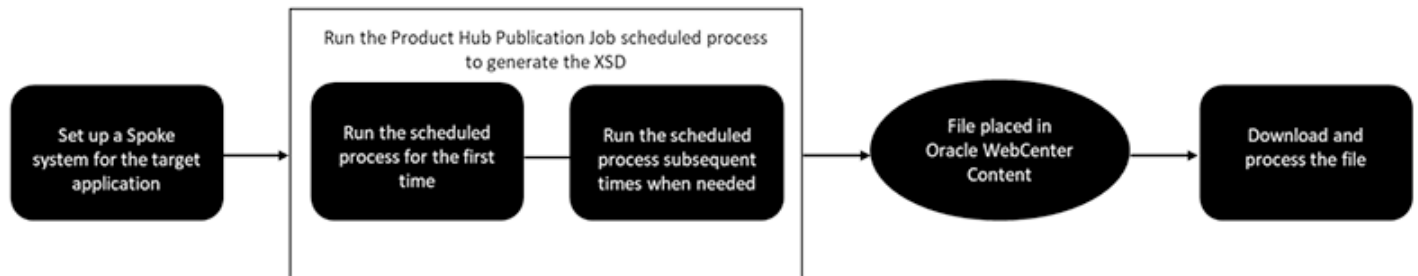 Run the Product Hub Publication Job scheduled process
to generate the XSD
Set up a Spoke
system for the target
application
Run the scheduled
process for the first
time
Run the scheduled
process subsequent
times when needed
File placed in
Oracle WebCenter
Content
Download and
process the file